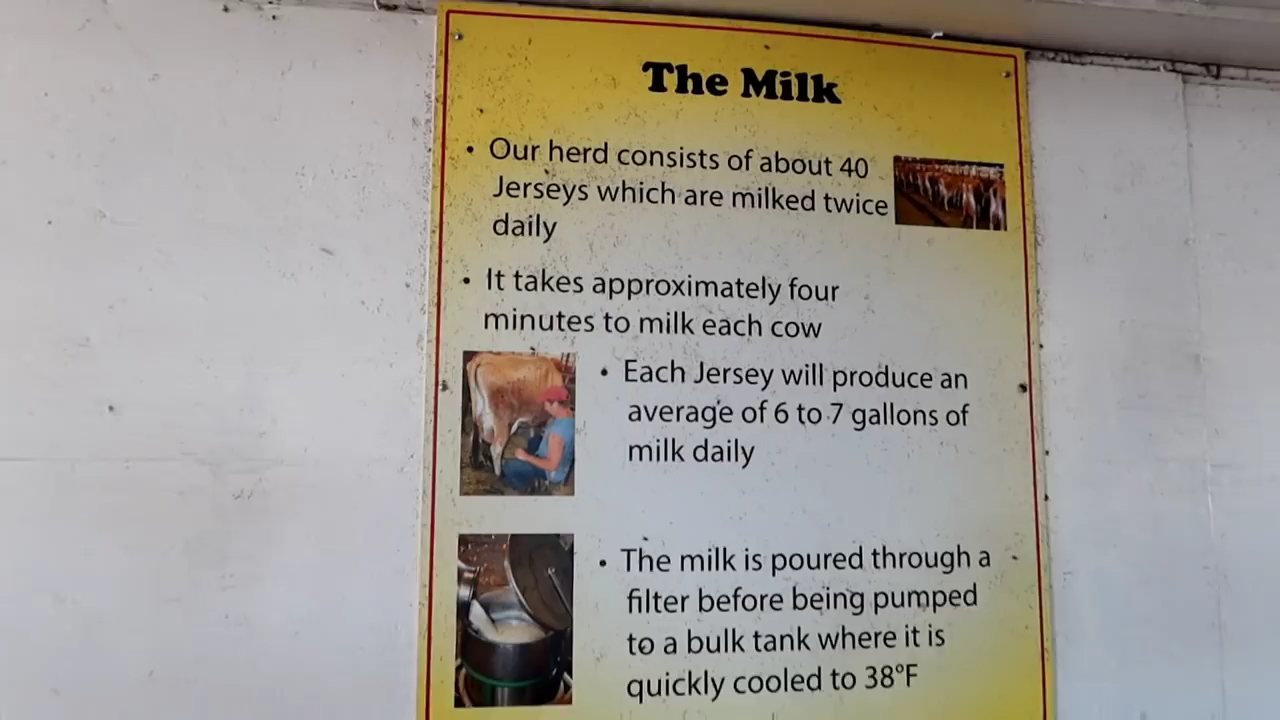 The Milk
• Our herd consists of about 40
Jerseys which are milked twice
daily
• It takes approximately four
minutes to milk each cow
• Each Jersey will produce an
average of 6 to 7 gallons of
milk daily
• The milk is poured through a
filter before being pumped
to a bulk tank where it is
quickly cooled to 38°F